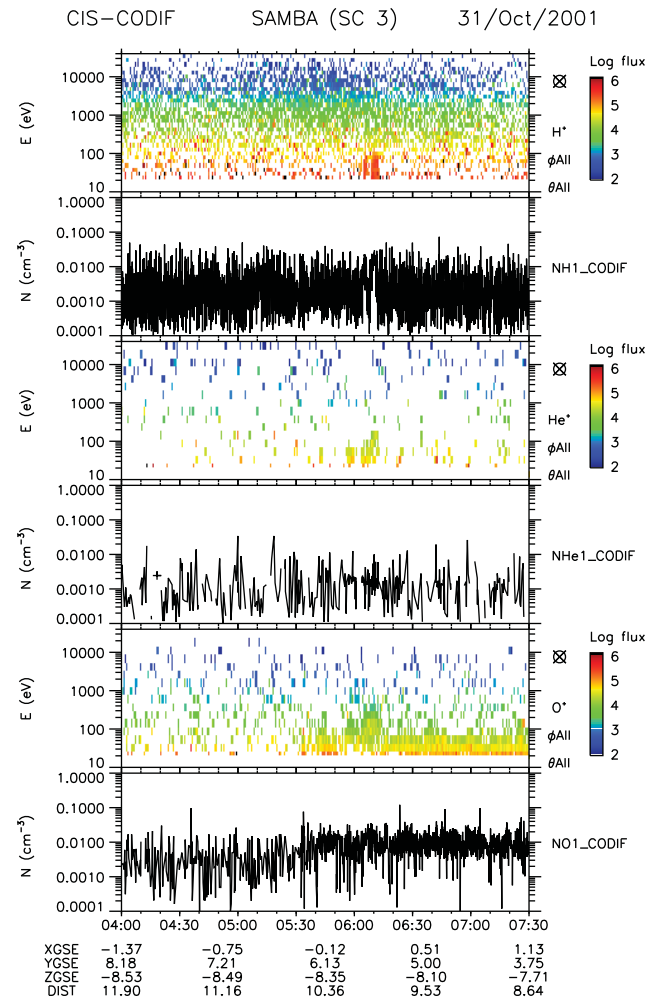 CIS−CODIF SAMBA (SC 3) 31/Oct/2001
E (eV)
10000
1000
100
10
H+
ϕAll
θAll
Log flux
6
5
4
3
2
N (cm−3)
1.0000
0.1000
0.0100
0.0010
0.0001
NH1_CODIF
E (eV)
10000
1000
100
10
He+
ϕAll
θAll
Log flux
6
5
4
3
2
N (cm−3)
1.0000
0.1000
0.0100
0.0010
0.0001
NHe1_CODIF
E (eV)
10000
1000
100
10
O+
ϕAll
θAll
Log flux
6
5
4
3
2
N (cm−3)
1.0000
0.1000
0.0100
0.0010
0.0001
NO1_CODIF
04:00 04:30 05:00 05:30 06:00 06:30 07:00 07:30
XGSE −1.37 −0.75 −0.12 0.51 1.13
YGSE 8.18 7.21 6.13 5.00 3.75
ZGSE −8.53 −8.49 −8.35 −8.10 −7.71
DIST 11.90 11.16 10.36 9.53 8.64